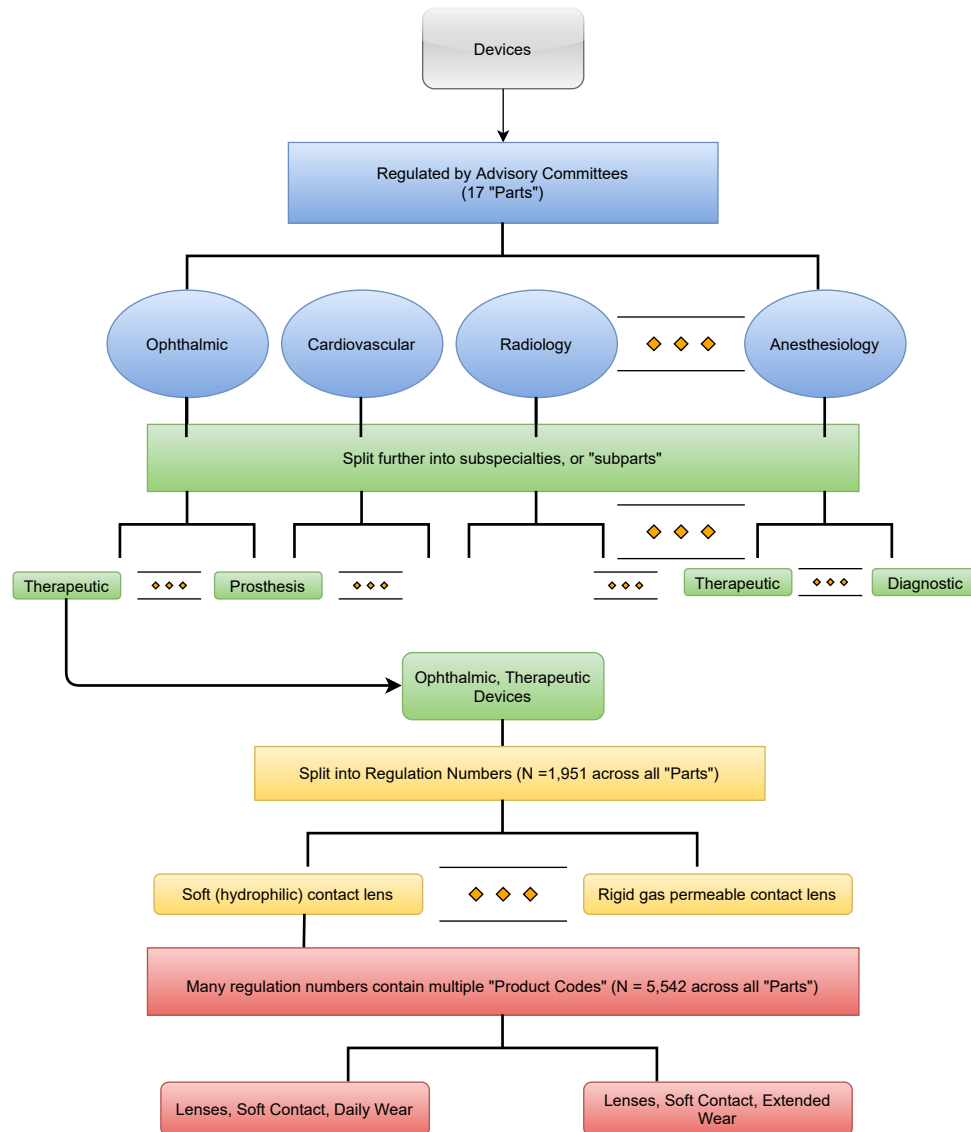 Devices
Regulated by Advisory Committees
(17 "Parts")
Ophthalmic
Cardiovascular
Radiology
Anesthesiology
Split further into subspecialties, or "subparts"
Therapeutic
Prosthesis
Therapeutic
Diagnostic
Ophthalmic, Therapeutic
Devices
Split into Regulation Numbers (N =1,951 across all "Parts")
Soft (hydrophilic) contact lens
Rigid gas permeable contact lens
Many regulation numbers contain multiple "Product Codes" (N = 5,542 across all "Parts")
Lenses, Soft Contact, Daily Wear
Lenses, Soft Contact, Extended
Wear